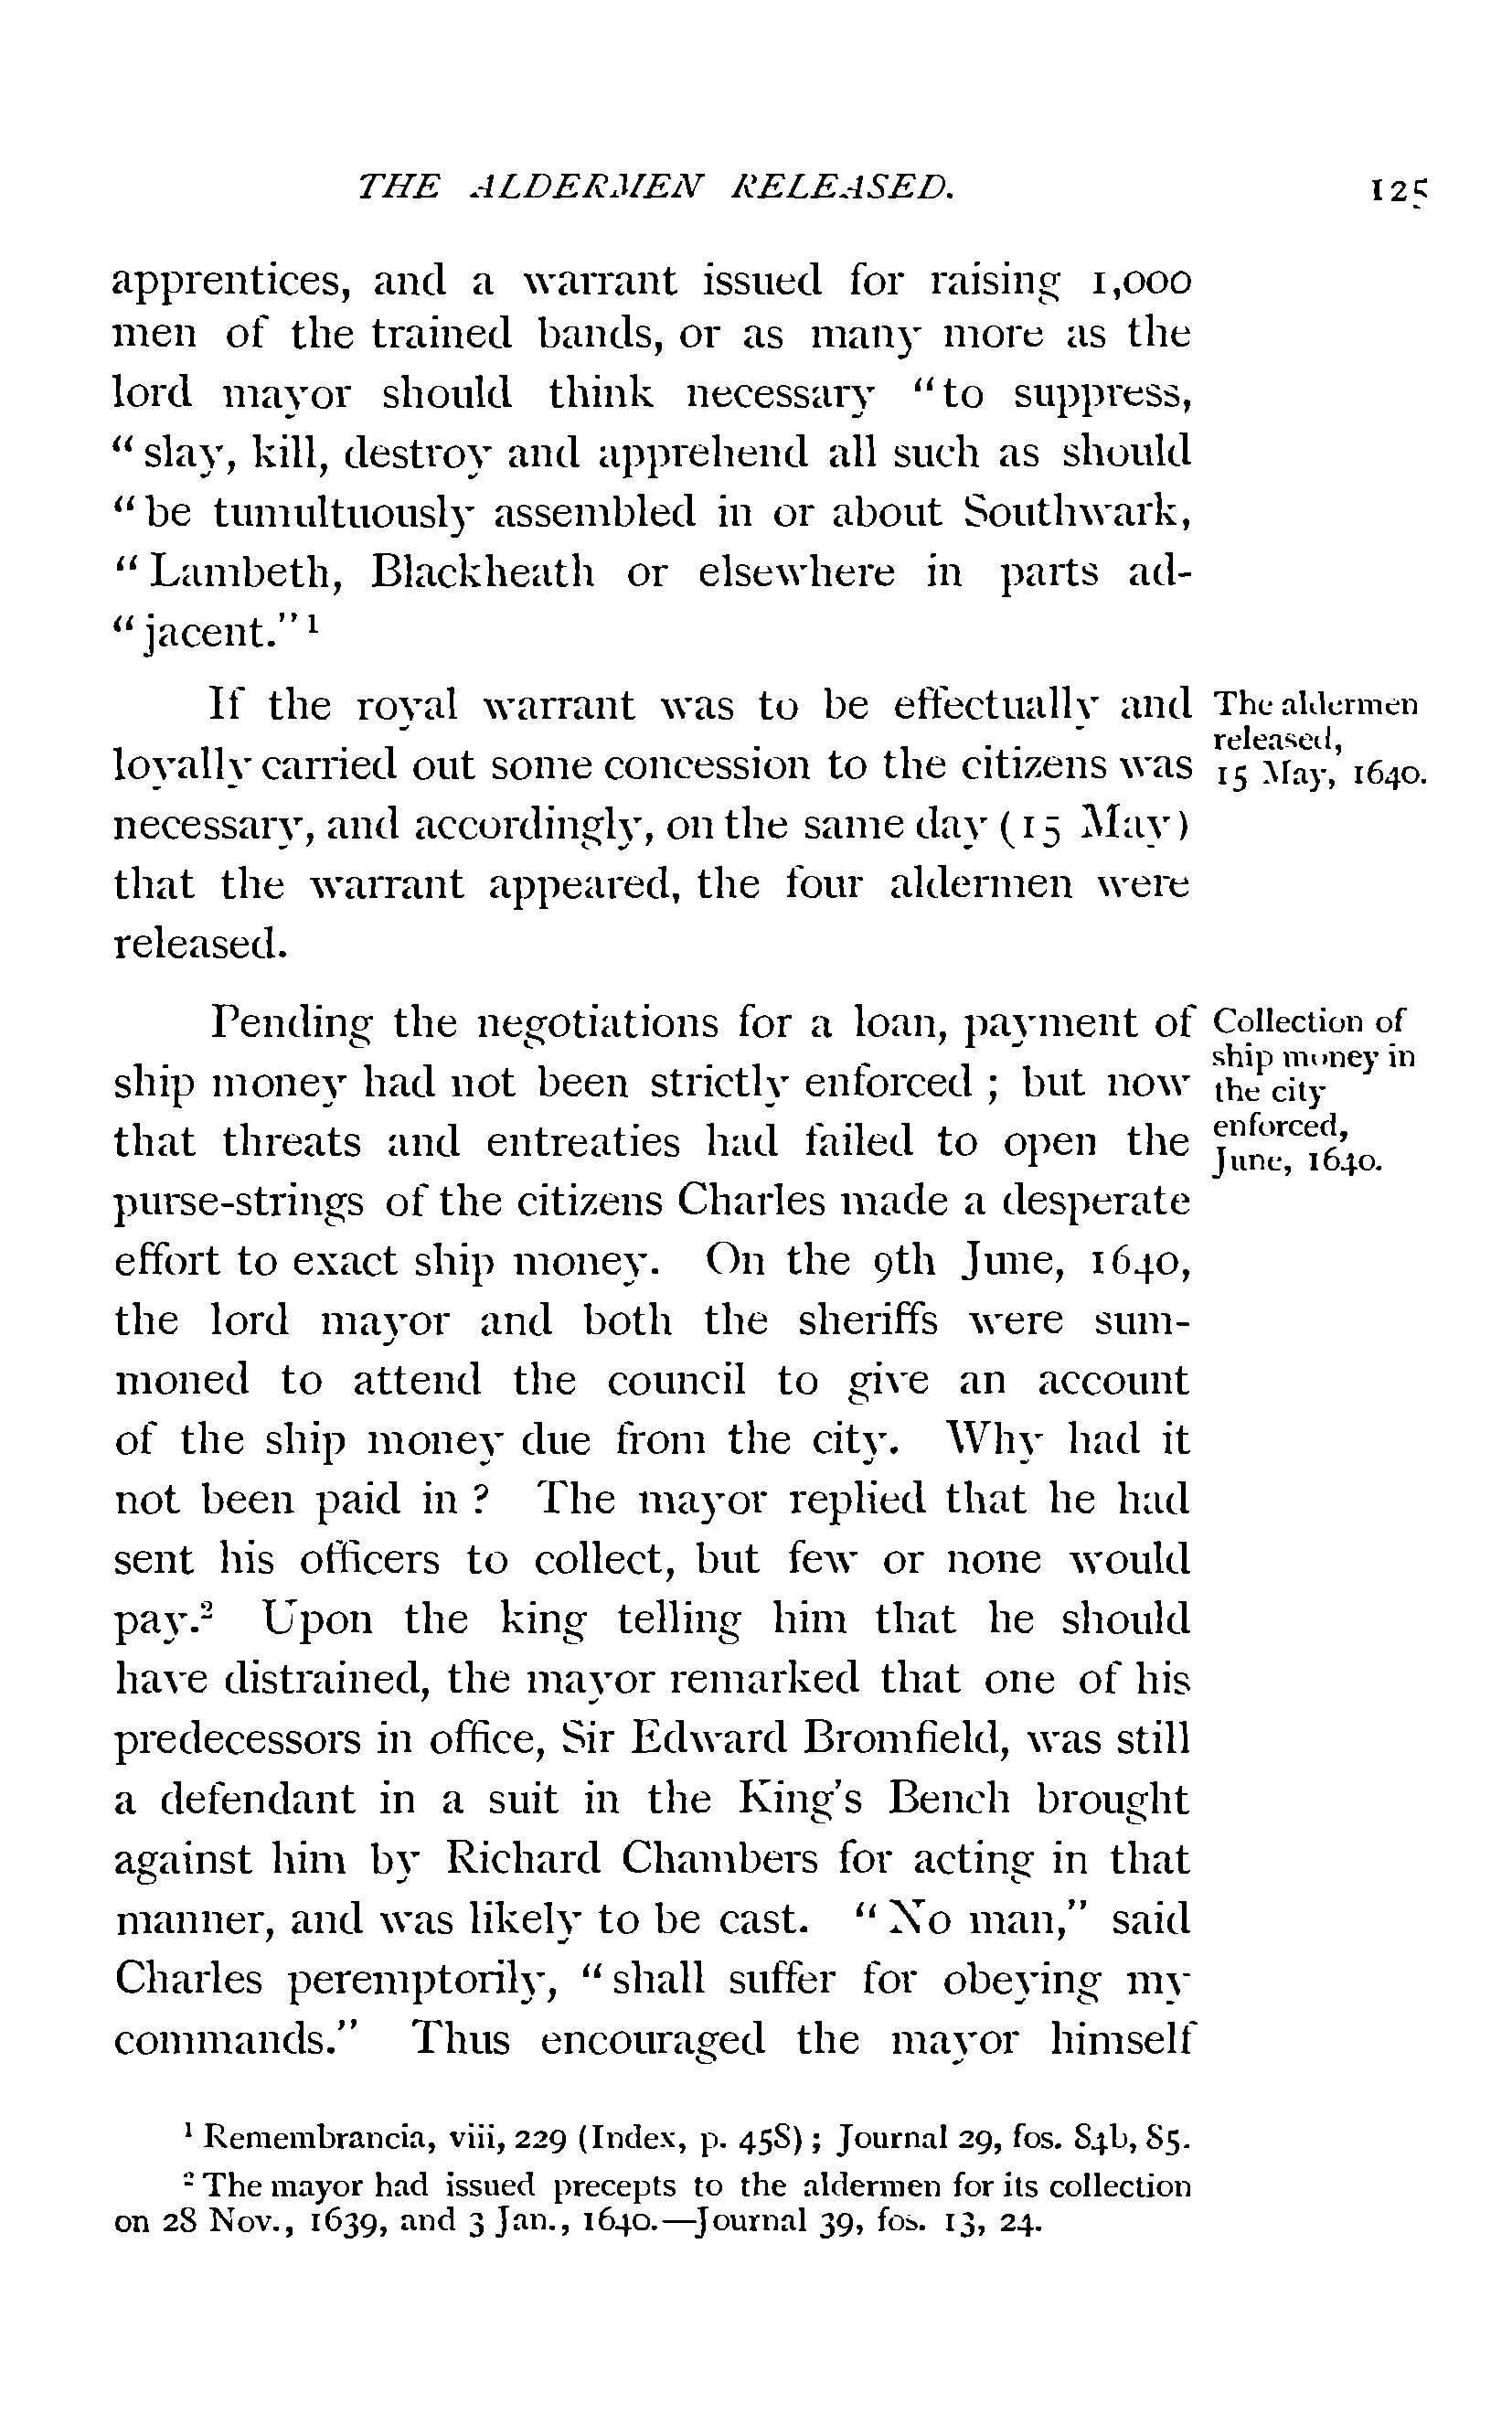 THE ALDERMEN RELEASED. 125
apprentices, and a warrant issued for raising 1,000
men of the trained bands, or as many more as the
lord mayor should think necessary "to suppress,
"slay, kill, destroy and apprehend all such as should
"be tumultuously assembled in or about Southwark,
"Lambeth, Blackheath or elsewhere in parts ad-
"jacent."¹
If the royal warrant was to be effectually and
loyally carried out some concession to the citizens was
necessary, and accordingly, on the same day (15 May)
that the warrant appeared, the four aldermen were
released.
The aldermen
released,
15 May, 1640.
Pending the negotiations for a loan, payment of
ship money had not been strictly enforced ; but now
that threats and entreaties had failed to open the
purse-strings of the citizens Charles made a desperate
effort to exact ship money. On the 9th June, 1640,
the lord mayor and both the sheriffs were sum-
moned to attend the council to give an account
of the ship money due from the city. Why had it
not been paid in ? The mayor replied that he had
sent his officers to collect, but few or none would
pay.² Upon the king telling him that he should
have distrained, the mayor remarked that one of his
predecessors in office, Sir Edward Bromfield, was still
a defendant in a suit in the King's Bench brought
against him by Richard Chambers for acting in that
manner, and was likely to be cast. "No man," said
Charles peremptorily, "shall suffer for obeying my
commands." Thus encouraged the mayor himself
Collection of
ship money in
the city
enforced,
June, 1640.
¹ Remembrancia, viii, 229 (Index, p. 458) ; Journal 29, fos. 84b, 85.
² The mayor had issued precepts to the aldermen for its collection
on 28 Nov., 1639, and 3 Jan., 1640.—Journal 39, fos. 13, 24.